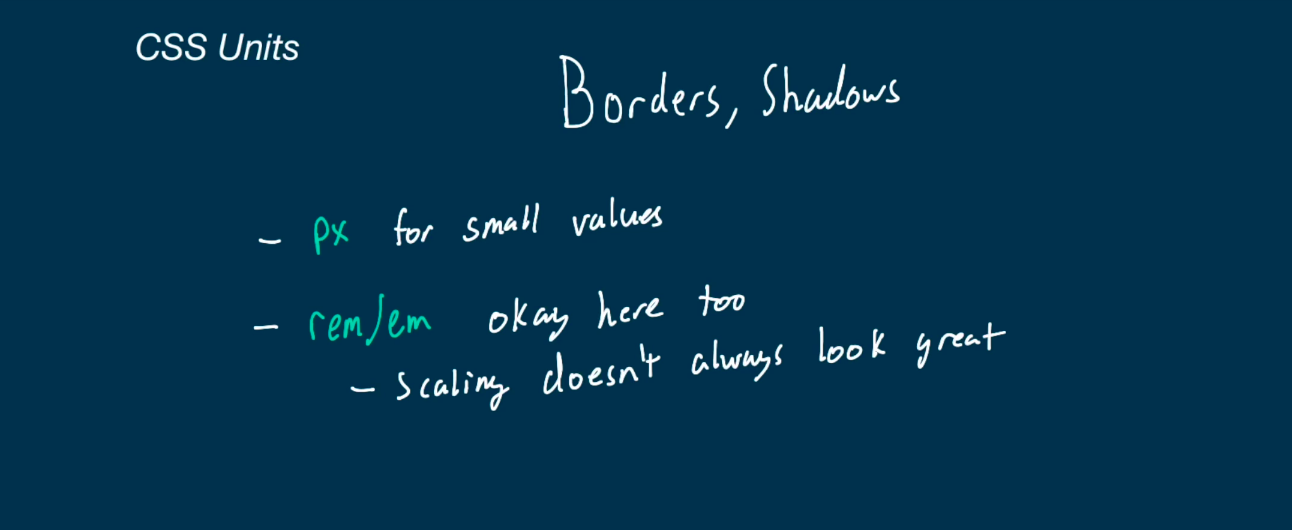 CSS Units
Borders, Shadows
- px for small values
- rem/em okay here too
- scaling doesn't always look great